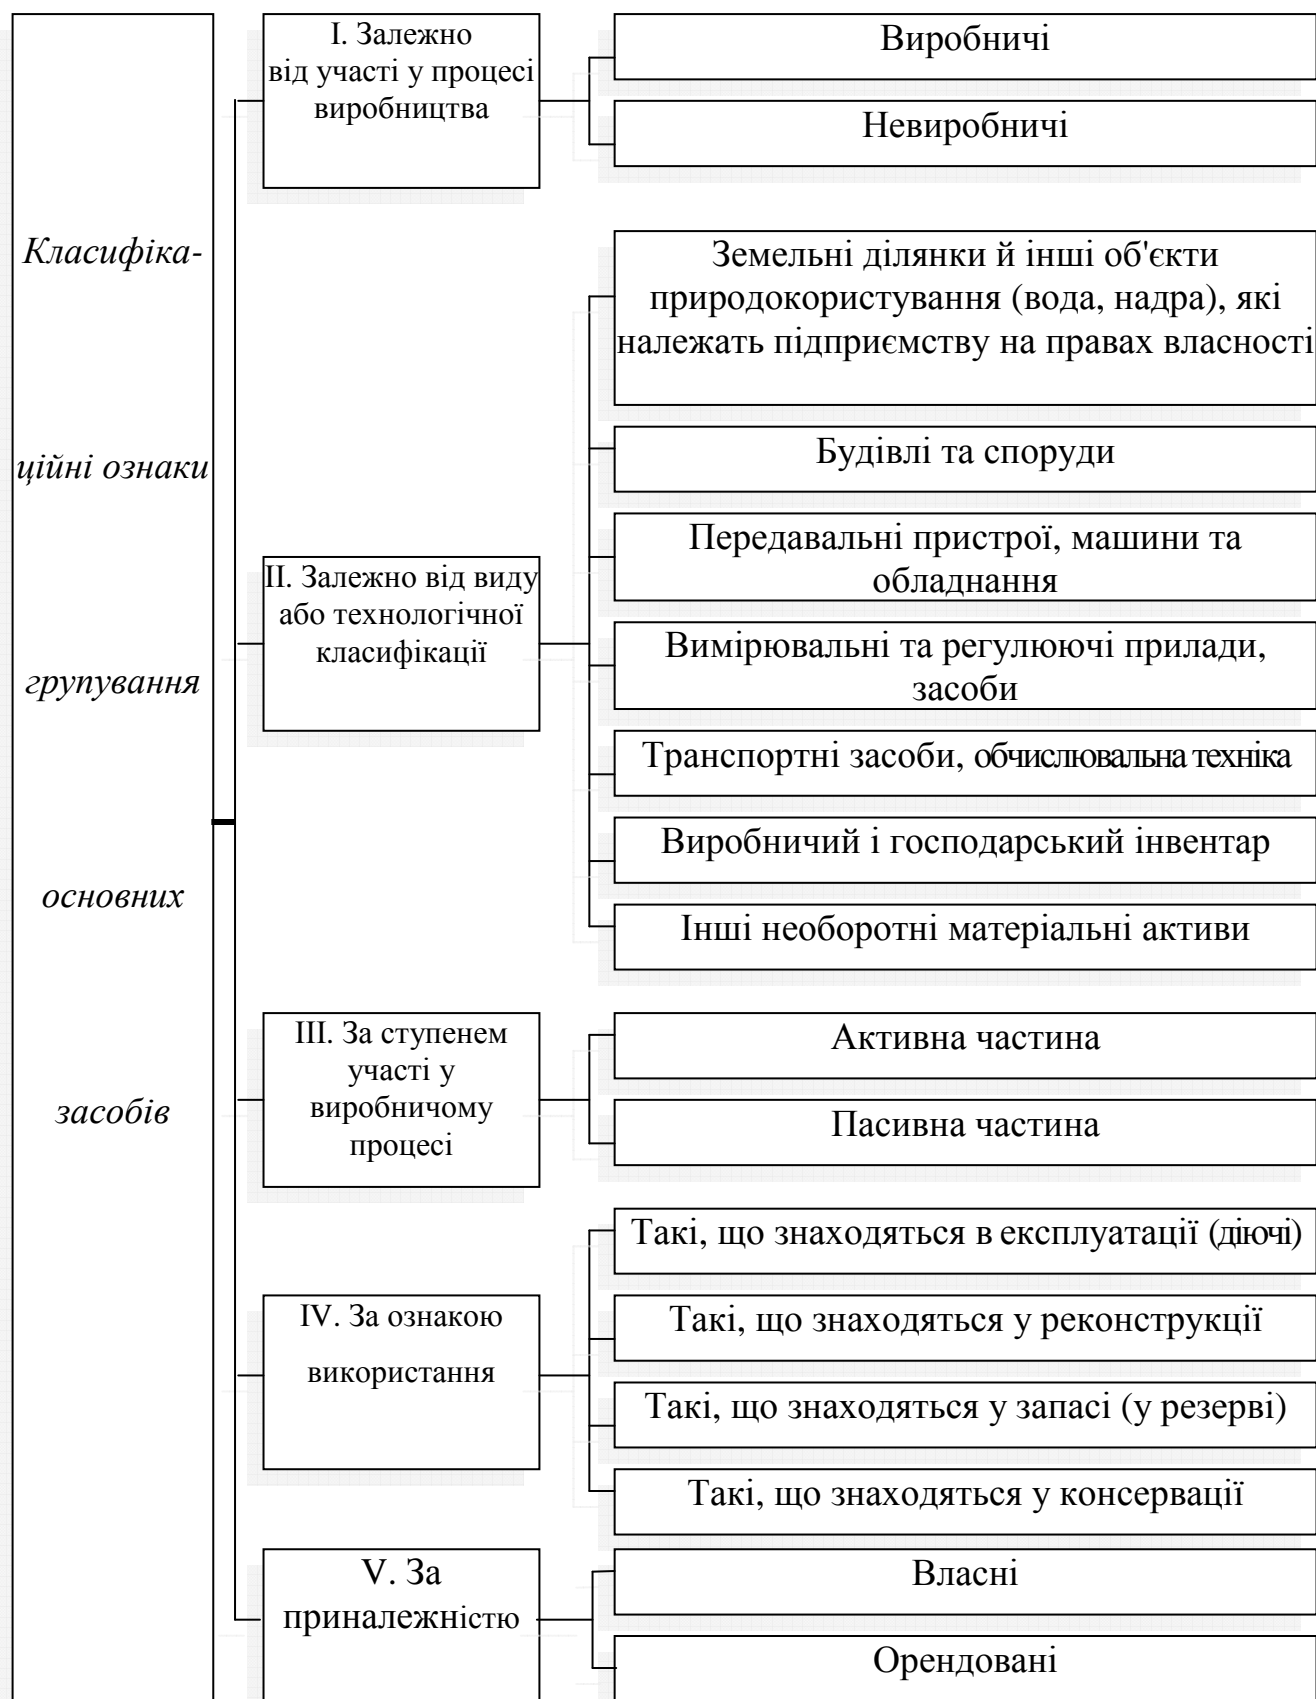 Класифіка-
ційні ознаки
групування
основних
засобів
I. Залежно
від участі у процесі
виробництва
Виробничі
Невиробничі
II. Залежно від виду
або технологічної
класифікації
Земельні ділянки й інші об'єкти
природокористування (вода, надра), які
належать підприємству на правах власності
Будівлі та споруди
Передавальні пристрої, машини та
обладнання
Вимірювальні та регулюючі прилади,
засоби
Транспортні засоби, обчислювальна техніка
Виробничий і господарський інвентар
Інші необоротні матеріальні активи
III. За ступенем
участі у
виробничому
процесі
Активна частина
Пасивна частина
IV. За ознакою
використання
Такі, що знаходяться в експлуатації (діючі)
Такі, що знаходяться у реконструкції
Такі, що знаходяться у запасі (у резерві)
Такі, що знаходяться у консервації
V. За
приналежністю
Власні
Орендовані